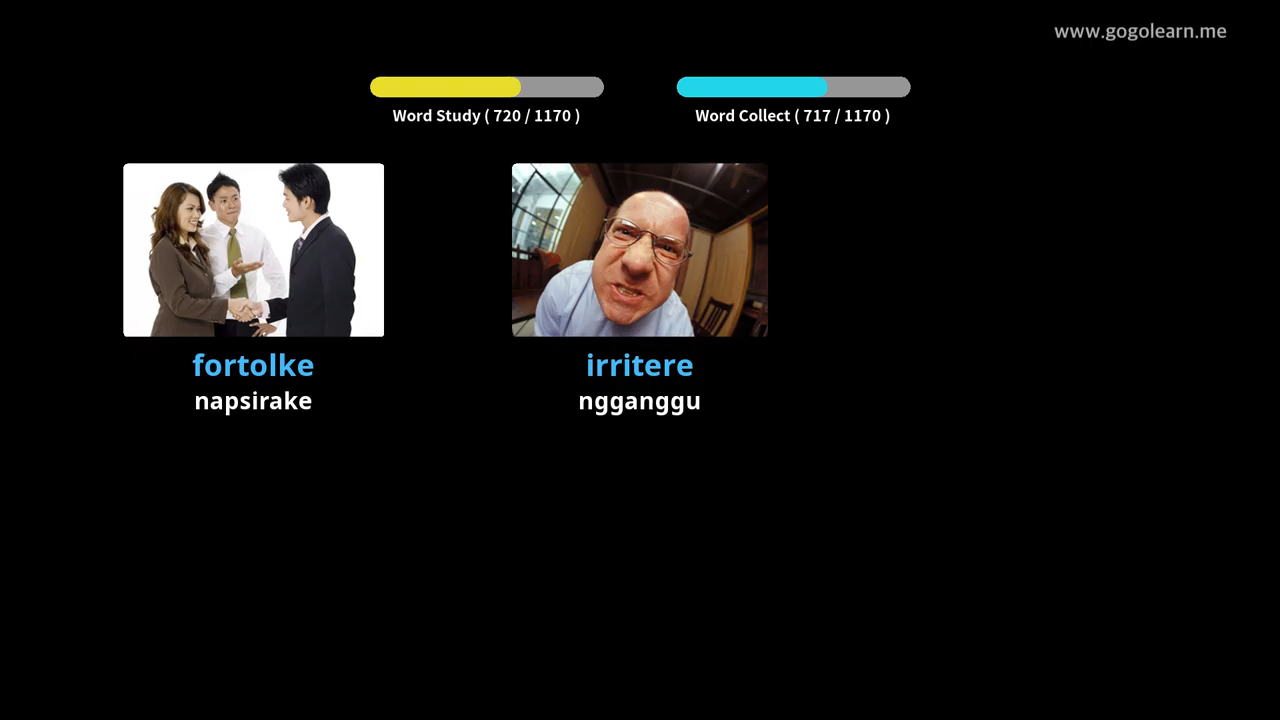 www.gogolearn.me
Word Study ( 720 / 1170 )
Word Collect ( 717 / 1170 )
fortolke
napsirake
irritere
ngganggu